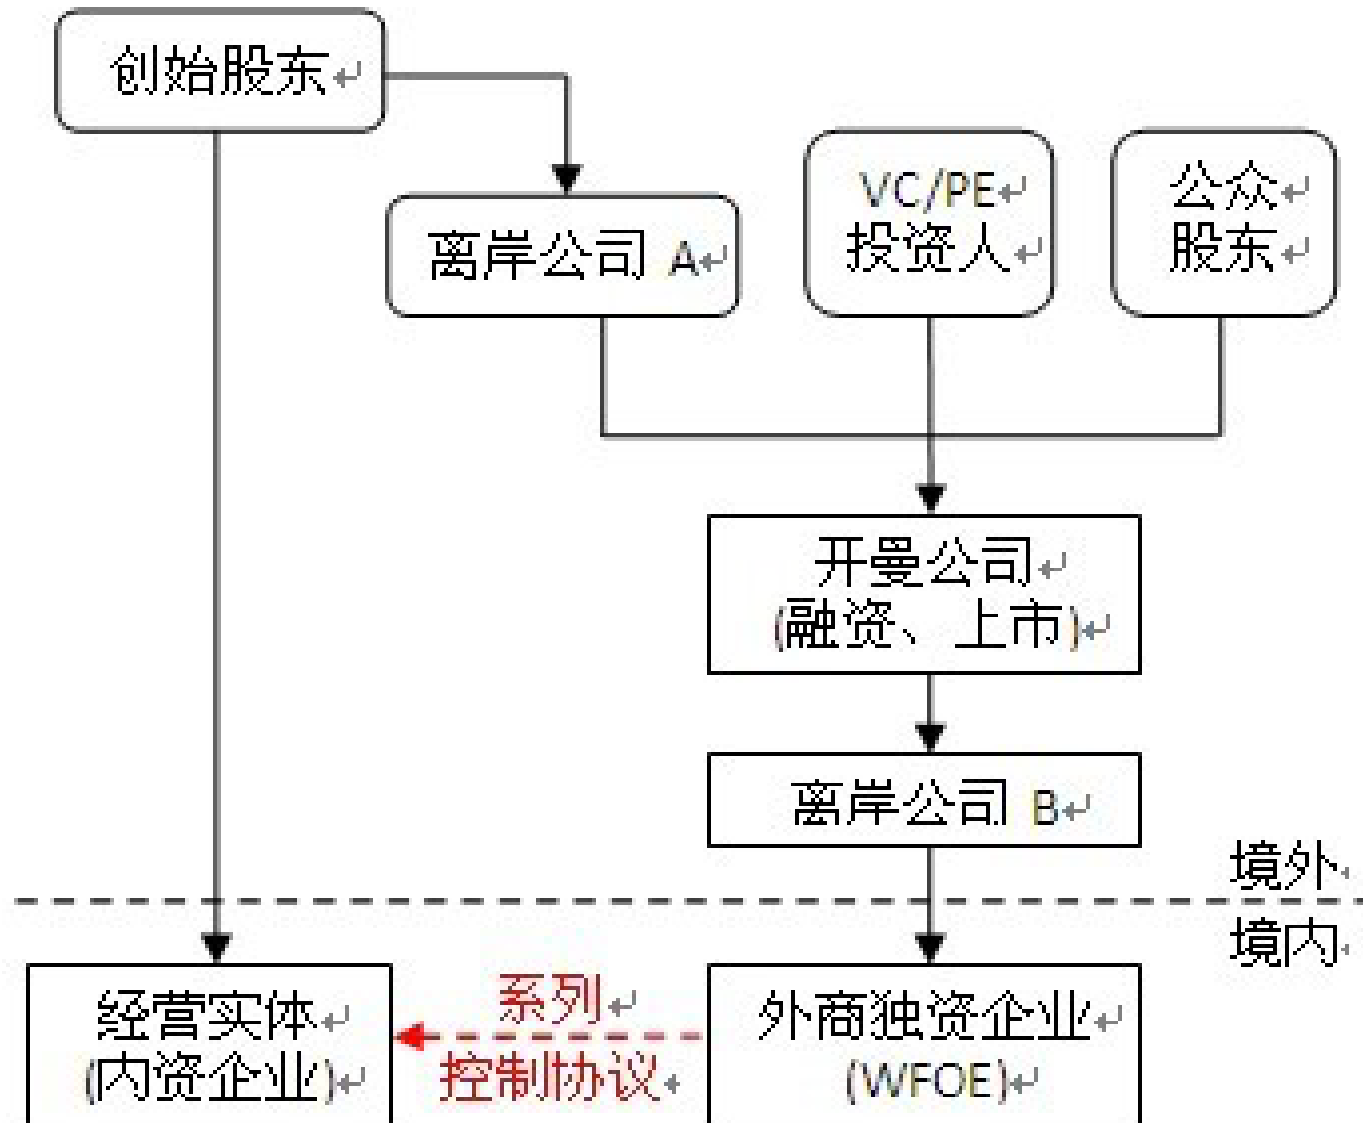 创始股东
离岸公司 A
VC/PE
投资人
公众
股东
开曼公司
(融资、上市)
离岸公司 B
境外
境内
经营实体
(内资企业)
系列
控制协议
外商独资企业
(WFOE)